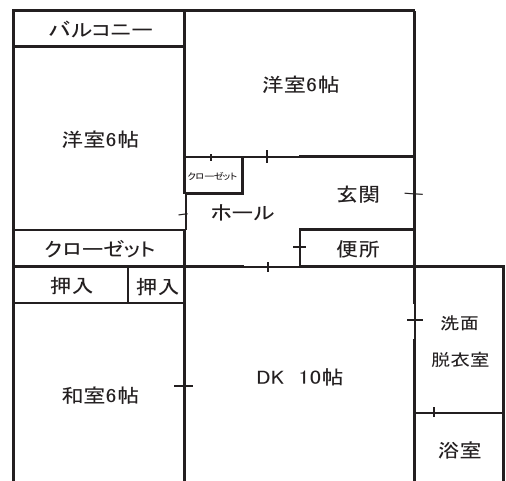 バルコニー
洋室6帖
洋室6帖
クローゼット
玄関
ホール
クローゼット
便所
押入
押入
洗面
脱衣室
DK 10帖
和室6帖
浴室